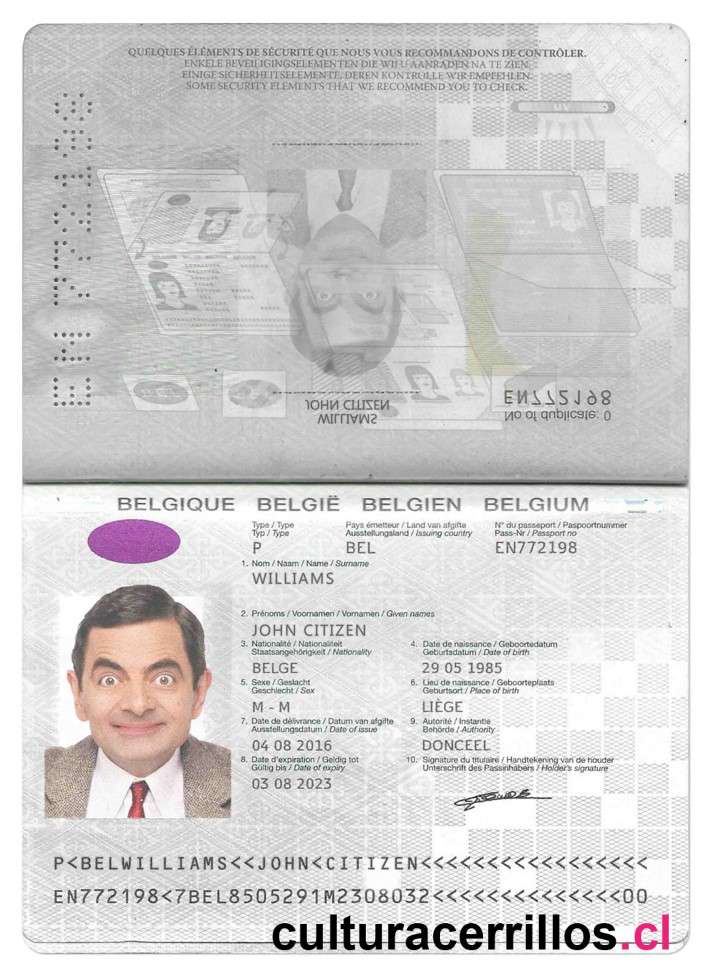 QUELQUES ÉLÉMENTS DE SÉCURITÉ QUE NOUS VOUS RECOMMANDONS DE CONTRÔLER.
ENKELE BEVEILIGINGSELEMENTEN DIE WIJ U AANRADEN NA TE ZIEN.
EINIGE SICHERHEITSELEMENTE, DEREN KONTROLLE WIR EMPFEHLEN.
SOME SECURITY ELEMENTS THAT WE RECOMMEND YOU TO CHECK.
UV
EN772198
No of duplicate: 0
JOHN CITIZEN
WILLIAMS
BELGIQUE BELGIË BELGIEN BELGIUM
Type / Type Pays émetteur / Land van afgifte N° du passeport / Paspoortnummer
Typ / Type Ausstellungsland / Issuing country Pass-Nr / Passport no
P BEL EN772198
1. Nom / Naam / Name / Surname
WILLIAMS
2. Prénoms / Voornamen / Vornamen / Given names
JOHN CITIZEN
3. Nationalité / Nationaliteit 4. Date de naissance / Geboortedatum
Staatsangehörigkeit / Nationality Geburtsdatum / Date of birth
BELGE 29 05 1985
5. Sexe / Geslacht 6. Lieu de naissance / Geboorteplaats
Geschlecht / Sex Geburtsort / Place of birth
M - M LIÈGE
7. Date de délivrance / Datum van afgifte 9. Autorité / Instantie
Ausstellungsdatum / Date of issue Behörde / Authority
04 08 2016 DONCEEL
8. Date d'expiration / Geldig tot 10. Signature du titulaire / Handtekening van de houder
Gültig bis / Date of expiry Unterschrift des Passinhabers / Holder's signature
03 08 2023
P<BELWILLIAMS<<JOHN<CITIZEN<<<<<<<<<<<<<<<<<
EN772198<7BEL8505291M2308032<<<<<<<<<<<<<<00
culturacerrillos.cl